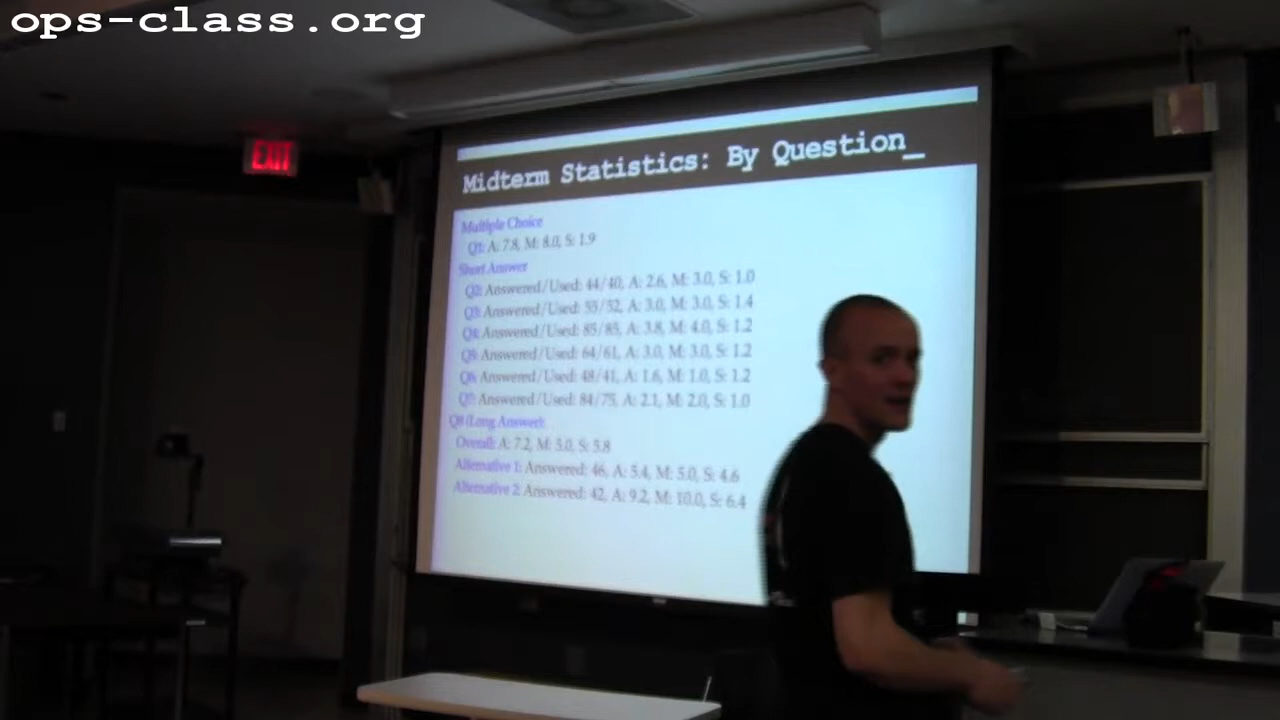 ops-class.org
EXIT
Midterm Statistics: By Question_
Multiple Choice
Q1: A: 7.8, M: 8.0, S: 1.9
Short Answer
Q2: Answered/Used: 44/40, A: 2.6, M: 3.0, S: 1.0
Q3: Answered/Used: 55/52, A: 3.0, M: 3.0, S: 1.4
Q4: Answered/Used: 85/85, A: 3.8, M: 4.0, S: 1.2
Q5: Answered/Used: 64/61, A: 3.0, M: 3.0, S: 1.2
Q6: Answered/Used: 48/41, A: 1.6, M: 1.0, S: 1.2
Q7: Answered/Used: 84/75, A: 2.1, M: 2.0, S: 1.0
Q8 (Long Answer):
Overall: A: 7.2, M: 5.0, S: 5.8
Alternative 1: Answered: 46, A: 5.4, M: 5.0, S: 4.6
Alternative 2: Answered: 42, A: 9.2, M: 10.0, S: 6.4